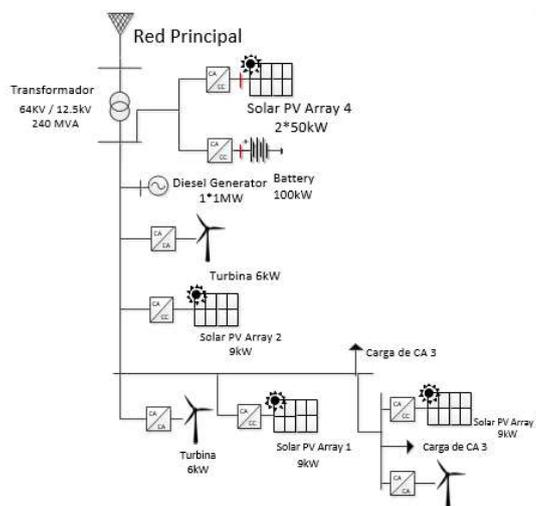 Red Principal
Transformador
64KV / 12.5kV
240 MVA
CA
CC
Solar PV Array 4
2*50kW
CA
CC
Battery
100kW
Diesel Generator
1*1MW
CA
CA
Turbina 6kW
CA
CC
Solar PV Array 2
9kW
Carga de CA 3
CA
CA
Turbina
6kW
CA
CC
Solar PV Array 1
9kW
CA
CC
Solar PV Array
9kW
Carga de CA 3
CA
CA